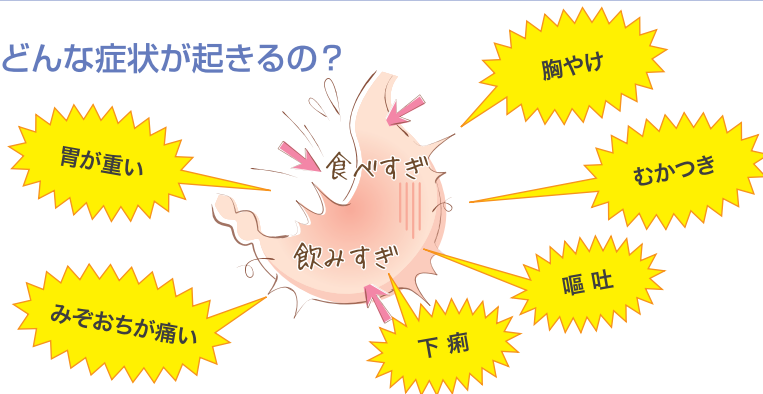 どんな症状が起きるの？
胸やけ
胃が重い
食べすぎ
むかつき
飲みすぎ
嘔吐
みぞおちが痛い
下痢